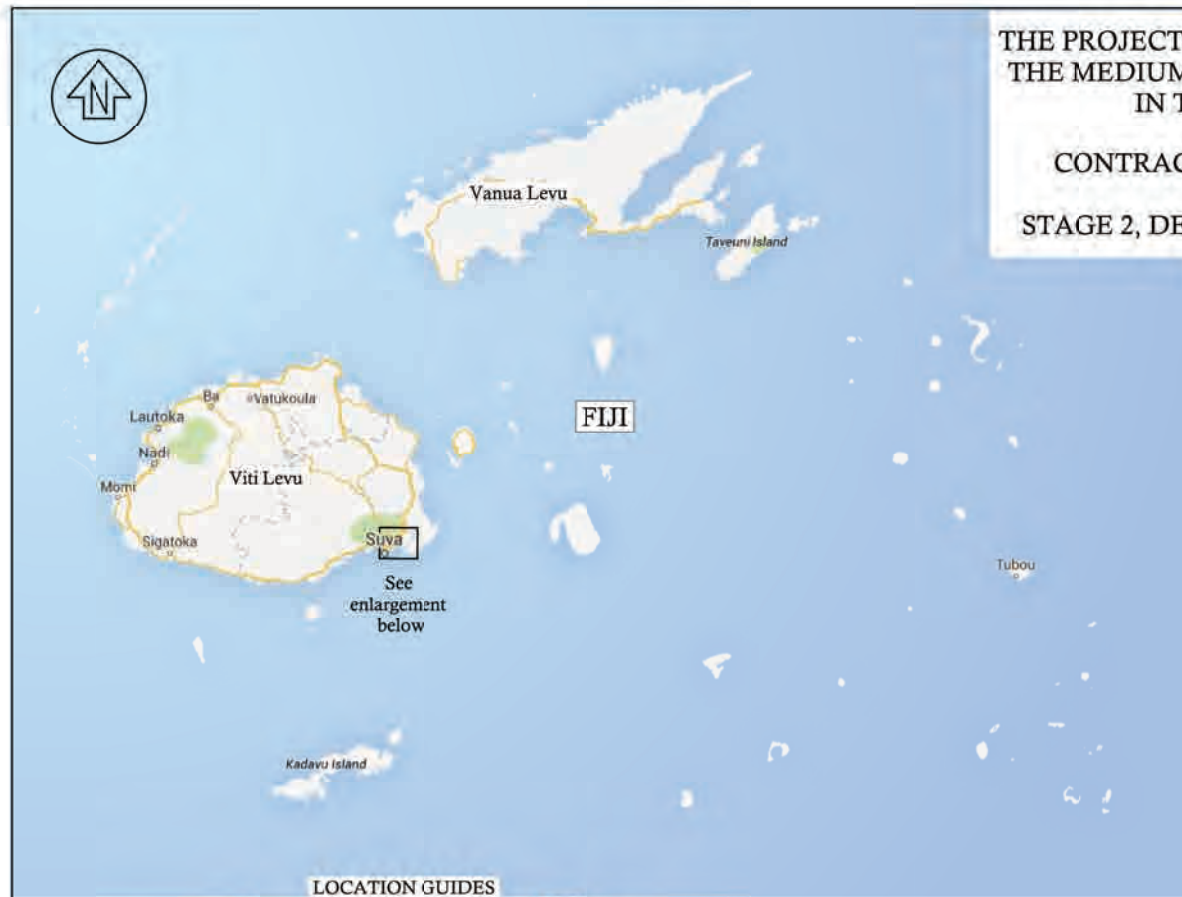 THE PROJECT
THE MEDIUM
IN T
CONTRAC
STAGE 2, DE
N
Vanua Levu
Taveuni Island
FIJI
Ba
Vatukoula
Lautoka
Nadi
Viti Levu
Momi
Sigatoka
Suva
See
enlargement
below
Tubou
Kadavu Island
LOCATION GUIDES